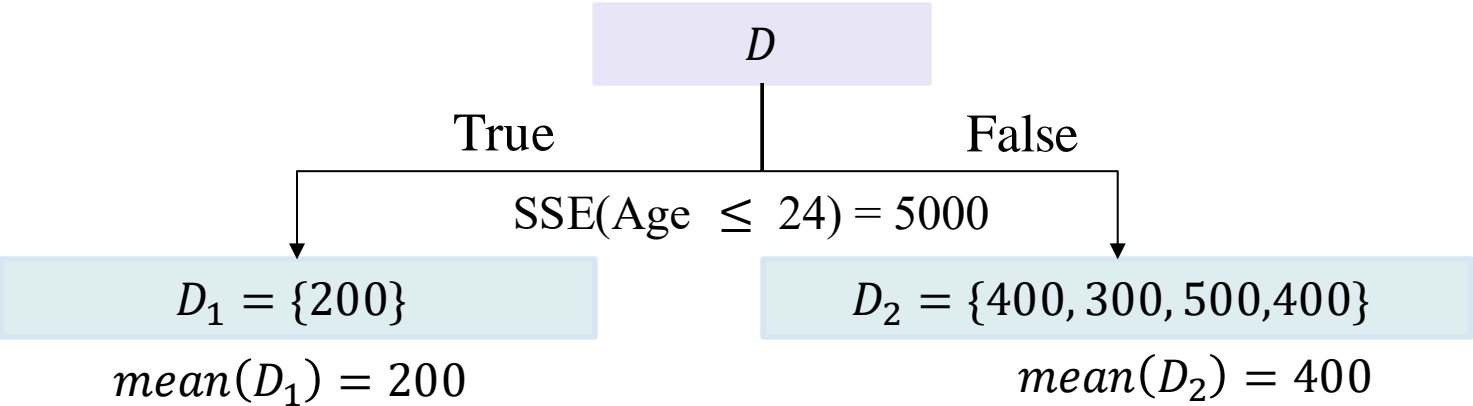 D
True
False
SSE(Age ≤ 24) = 5000
D₁ = {200}
D₂ = {400, 300, 500,400}
mean(D₁) = 200
mean(D₂) = 400